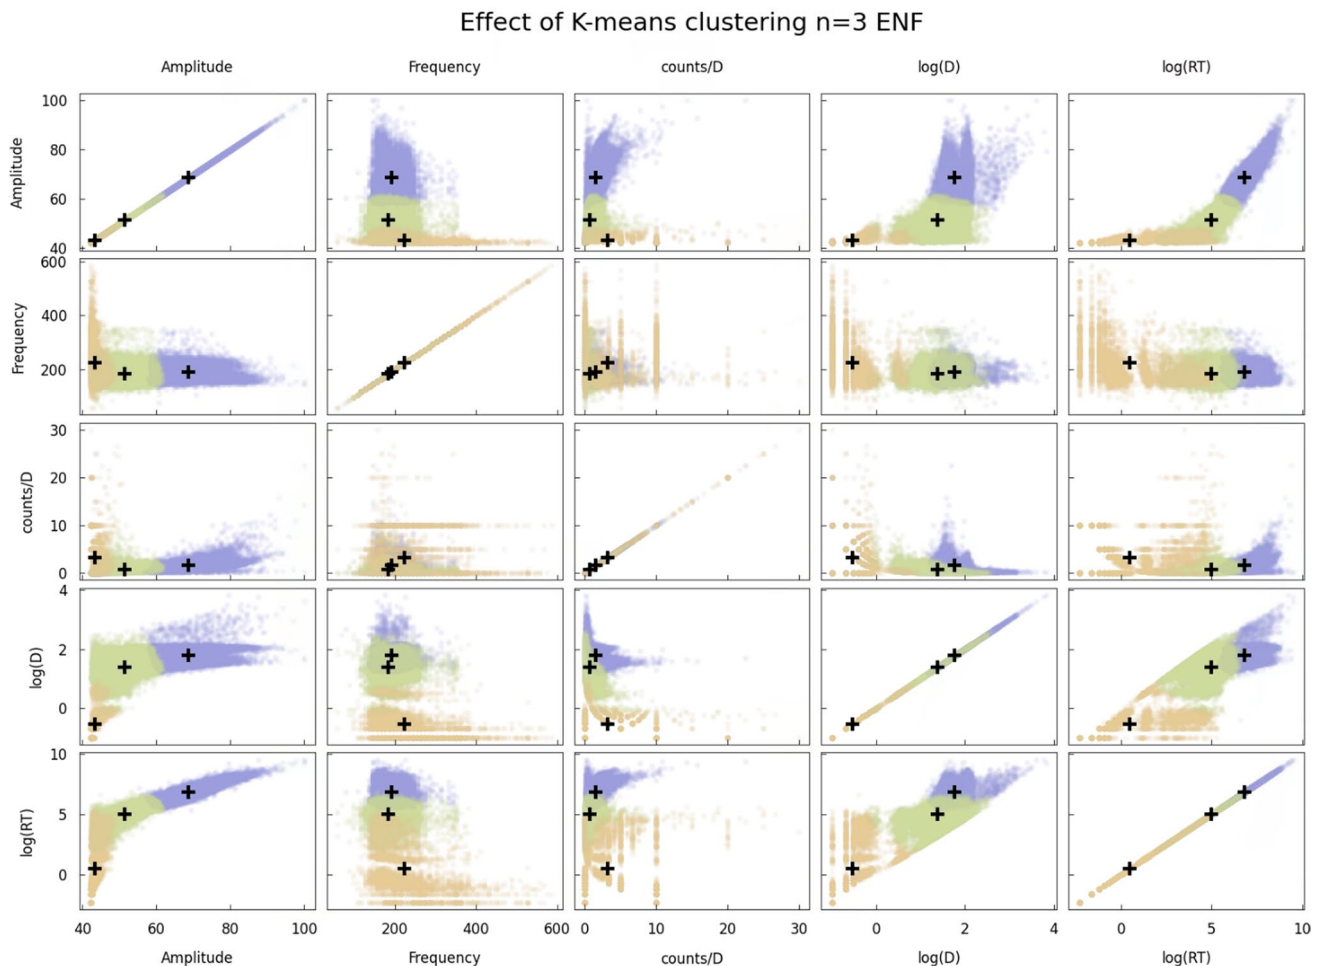 Effect of K-means clustering n=3 ENF
Amplitude Frequency counts/D log(D) log(RT)
100
80
60
40
Amplitude
600
400
200
Frequency
30
20
10
0
counts/D
4
2
0
log(D)
10
5
0
log(RT)
40 60 80 100 200 400 600 0 10 20 30 0 2 4 0 5 10
Amplitude Frequency counts/D log(D) log(RT)